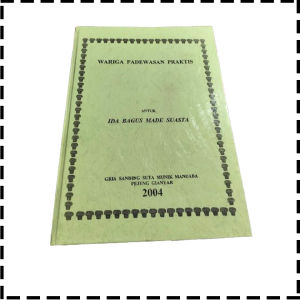 WARIGA PADEWASAN PRAKTIS
UNTUK
IDA BAGUS MADE SUASTA
GRIA SANDING SUTA MUNIK MANUABA
PEJENG GIANYAR
2004